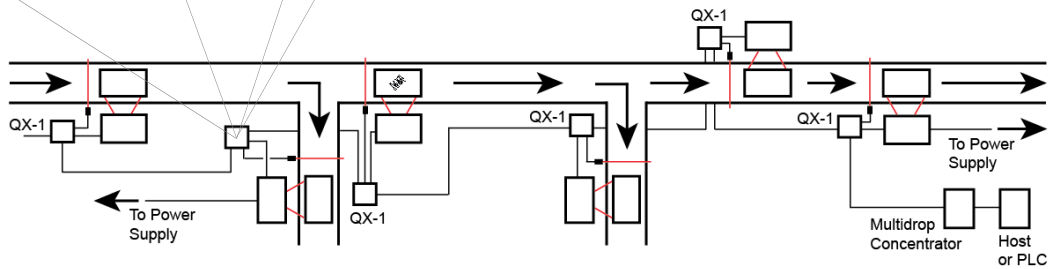 QX-1
QX-1
QX-1
QX-1
QX-1
To Power
Supply
To Power
Supply
Multidrop
Concentrator
Host
or PLC